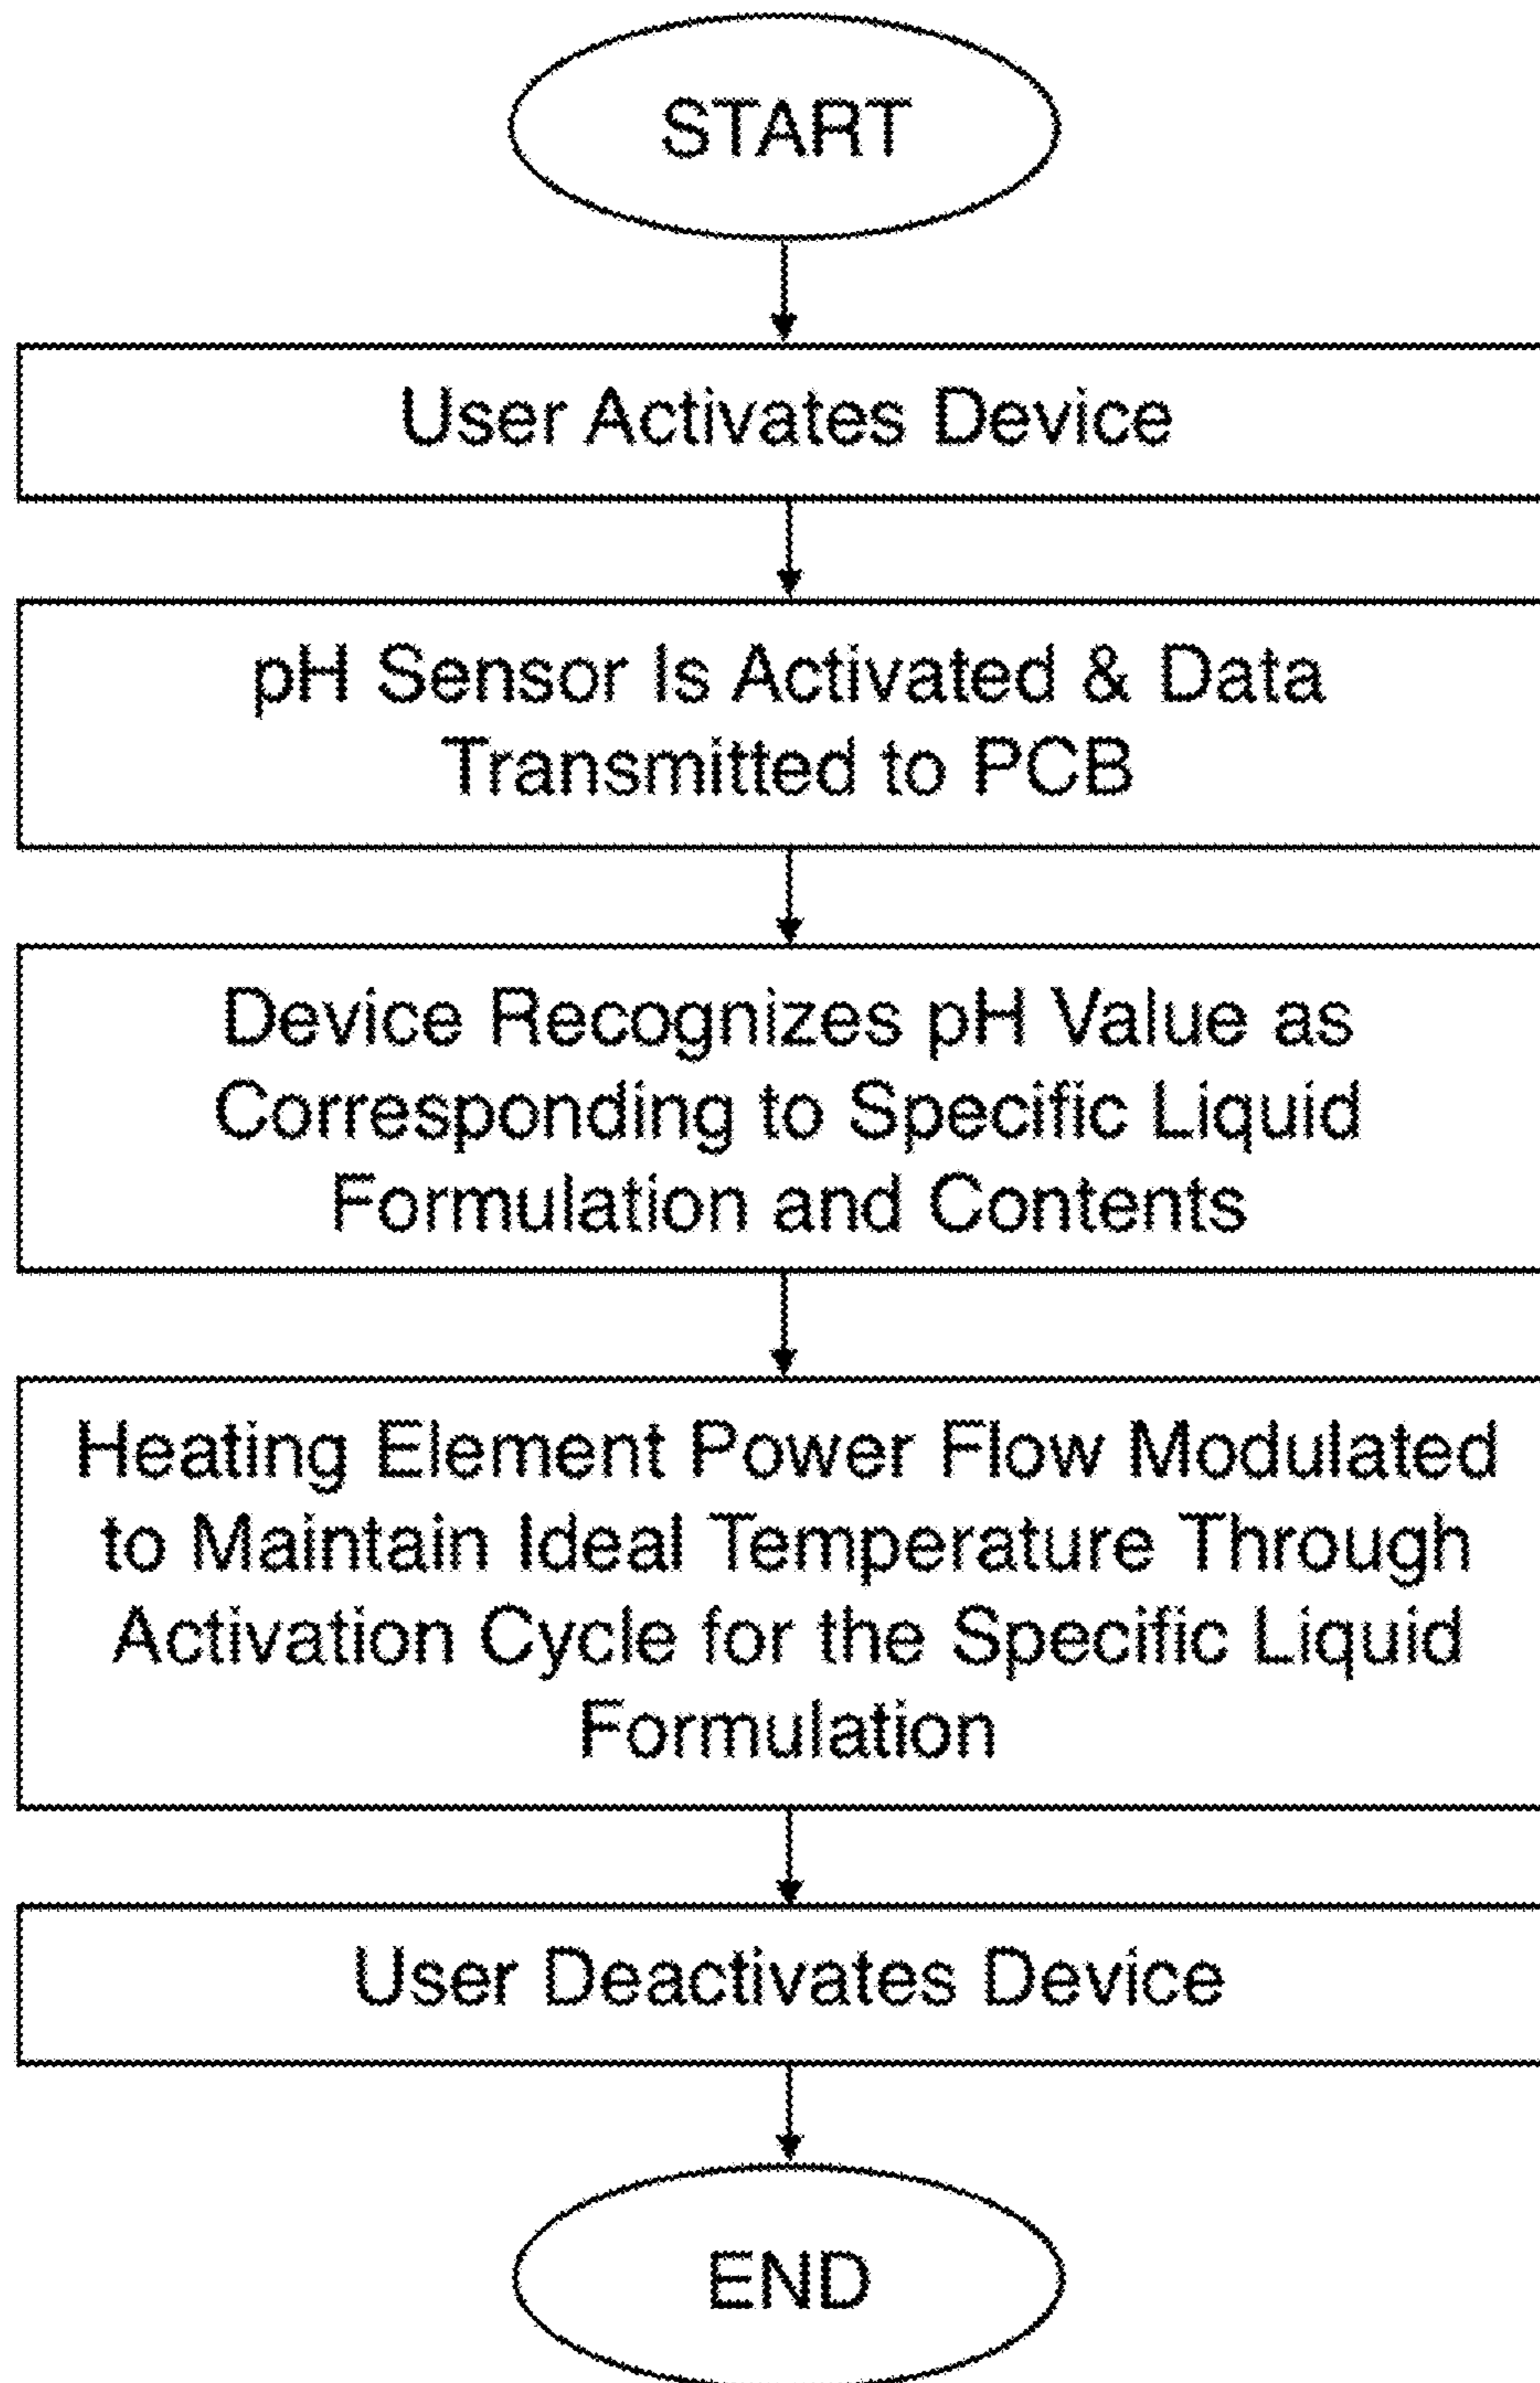 START
User Activates Device
pH Sensor Is Activated & Data
Transmitted to PCB
Device Recognizes pH Value as
Corresponding to Specific Liquid
Formulation and Contents
Heating Element Power Flow Modulated
to Maintain Ideal Temperature Through
Activation Cycle for the Specific Liquid
Formulation
User Deactivates Device
END